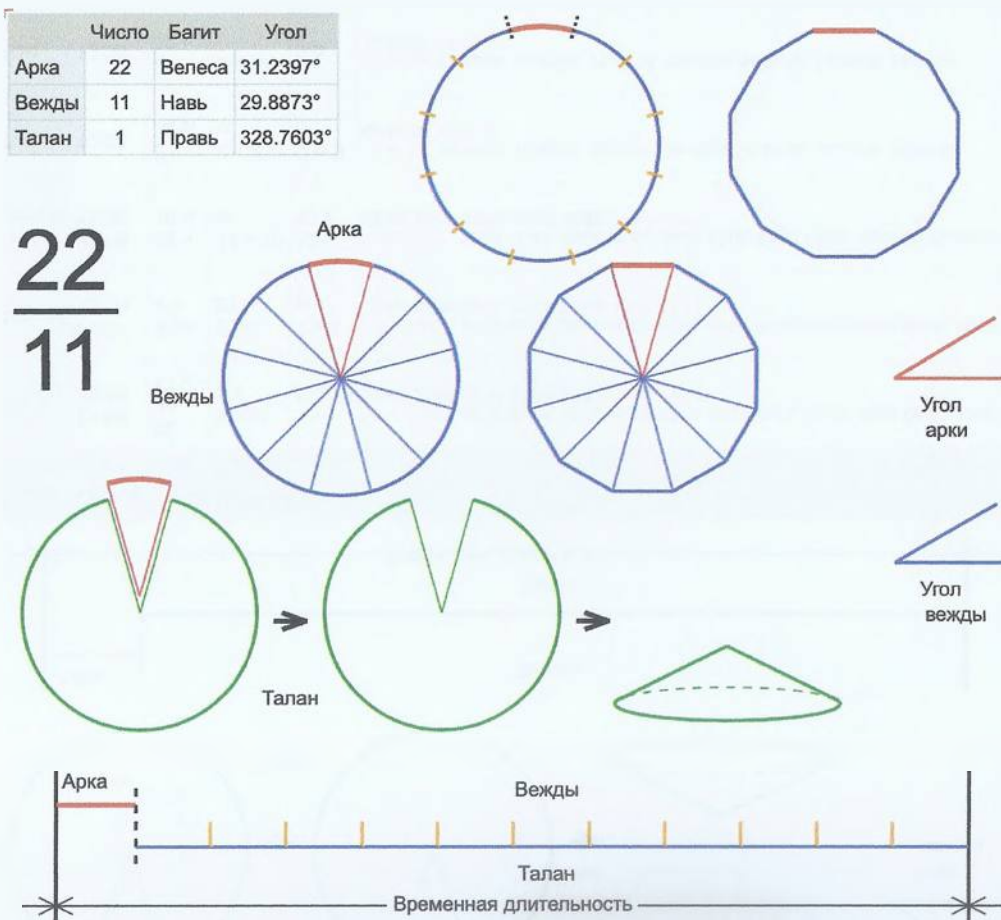 Число Багит Угол
Арка 22 Велеса 31.2397°
Вежды 11 Навь 29.8873°
Талан 1 Правь 328.7603°
22
11
Арка
Вежды
Угол
арки
Угол
вежды
Талан
Арка
Вежды
Талан
Временная длительность